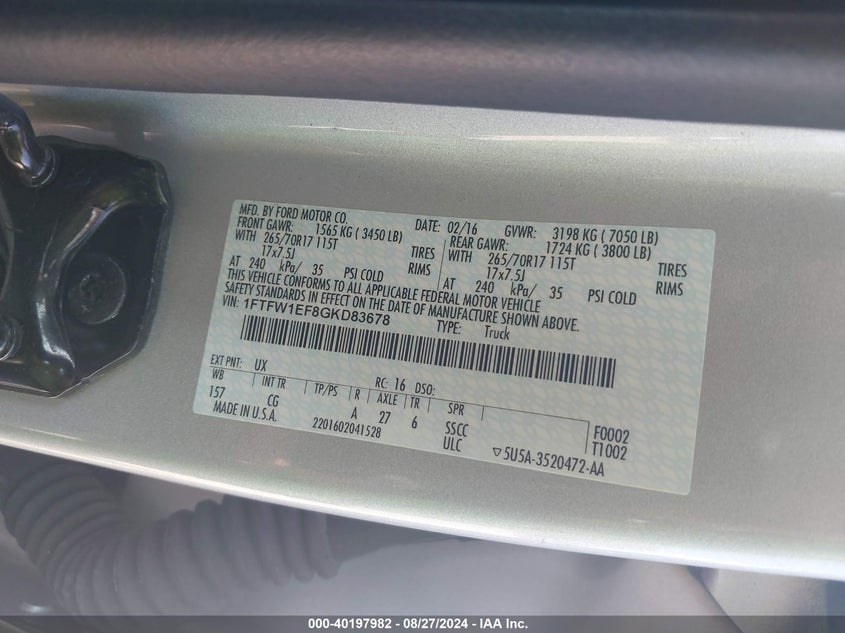 MFD. BY FORD MOTOR CO.
DATE: 02/16 GVWR: 3198 KG ( 7050 LB)
FRONT GAWR: 1565 KG ( 3450 LB) REAR GAWR: 1724 KG ( 3800 LB)
WITH 265/70R17 115T TIRES WITH 265/70R17 115T TIRES
17x7.5J RIMS 17x7.5J RIMS
AT 240 kPa/ 35 PSI COLD AT 240 kPa/ 35 PSI COLD
THIS VEHICLE CONFORMS TO ALL APPLICABLE FEDERAL MOTOR VEHICLE
SAFETY STANDARDS IN EFFECT ON THE DATE OF MANUFACTURE SHOWN ABOVE.
VIN: 1FTFW1EF8GKD83678 TYPE: Truck
EXT PNT: UX RC: 16 DSO:
WB INT TR TP/PS R AXLE TR SPR
157 CG A 27 6 SSCC F0002
MADE IN U.S.A. 2201602041528 ULC T1002
▽5U5A-3520472-AA
000-40197982 - 08/27/2024 - IAA Inc.